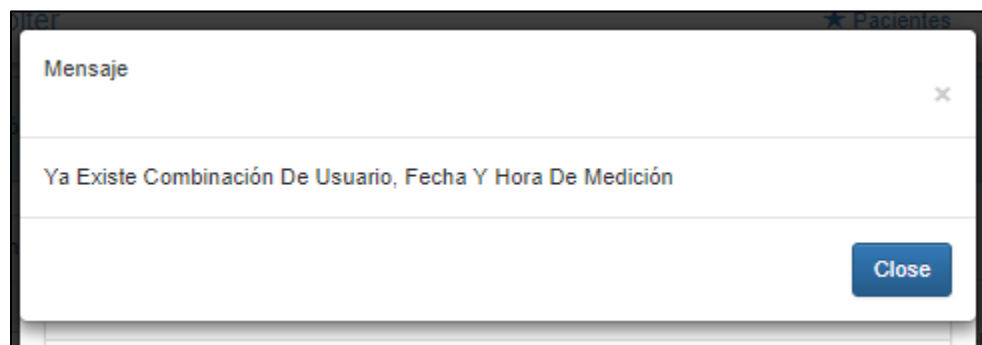 ★ Pacientes
Mensaje
×
Ya Existe Combinación De Usuario, Fecha Y Hora De Medición
Close